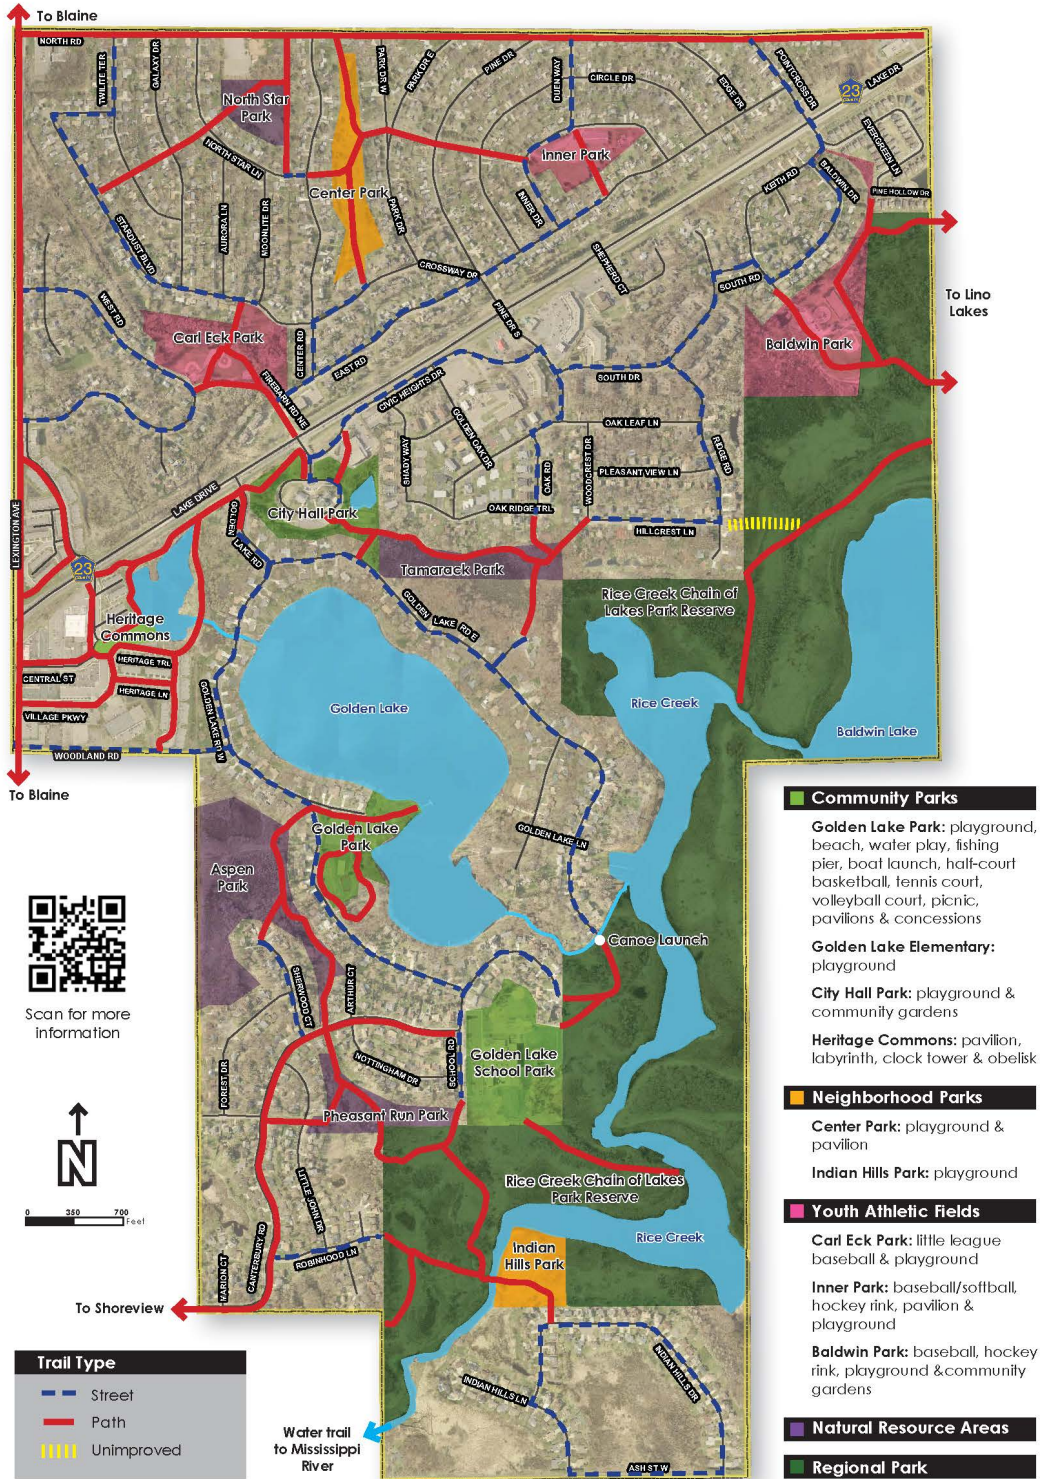 To Blaine
NORTH RD
TWILITE TER
GALAXY DR
PARK DR W
PARK DR E
PINE DR
DUEN WAY
CIRCLE DR
EDGE DR
POINTCROSS DR
23
COUNTY
LAKE DR
North Star
Park
NORTH STAR LN
EVERGREEN LN
Inner Park
Center Park
KEITH RD
BALDWIN DR
PINE HOLLOW DR
AURORA LN
MOONLITE DR
PARK DR
INNER DR
STARDUST BLVD
CROSSWAY DR
SHEPHERD CT
SOUTH RD
To Lino
Lakes
WEST RD
PINE DR S
Carl Eck Park
CENTER RD
EAST RD
Baldwin Park
FIREBARN RD NE
CIVIC HEIGHTS DR
SOUTH DR
GOLDEN OAK DR
OAK LEAF LN
SHADY WAY
OAK RD
WOODCREST DR
PLEASANT VIEW LN
RIDGE RD
LAKE DRIVE
City Hall Park
OAK RIDGE TRL
HILLCREST LN
LEXINGTON AVE
GOLDEN
LAKE RD
23
COUNTY
Tamarack Park
Rice Creek Chain of
Lakes Park Reserve
GOLDEN LAKE RD E
Heritage
Commons
HERITAGE TRL
CENTRAL ST
HERITAGE LN
VILLAGE PKWY
GOLDEN LAKE RD W
Golden Lake
Rice Creek
Baldwin Lake
WOODLAND RD
To Blaine
GOLDEN LAKE LN
Golden Lake
Park
Aspen
Park
Canoe Launch
SHERWOOD CT
ARTHUR CT
Scan for more
information
SCHOOL RD
Golden Lake
School Park
NOTTINGHAM DR
FOREST DR
Pheasant Run Park
N
0 350 700
Feet
LITTLE JOHN DR
Rice Creek Chain of Lakes
Park Reserve
CANTERBURY RD
MARION CT
ROBINHOOD LN
Indian
Hills Park
Rice Creek
To Shoreview
INDIAN HILLS LN
INDIAN HILLS DR
Water trail
to Mississippi
River
ASH ST W
Trail Type
Street
Path
Unimproved
Community Parks
Golden Lake Park: playground,
beach, water play, fishing
pier, boat launch, half-court
basketball, tennis court,
volleyball court, picnic,
pavilions & concessions
Golden Lake Elementary:
playground
City Hall Park: playground &
community gardens
Heritage Commons: pavilion,
labyrinth, clock tower & obelisk
Neighborhood Parks
Center Park: playground &
pavilion
Indian Hills Park: playground
Youth Athletic Fields
Carl Eck Park: little league
baseball & playground
Inner Park: baseball/softball,
hockey rink, pavilion &
playground
Baldwin Park: baseball, hockey
rink, playground &community
gardens
Natural Resource Areas
Regional Park